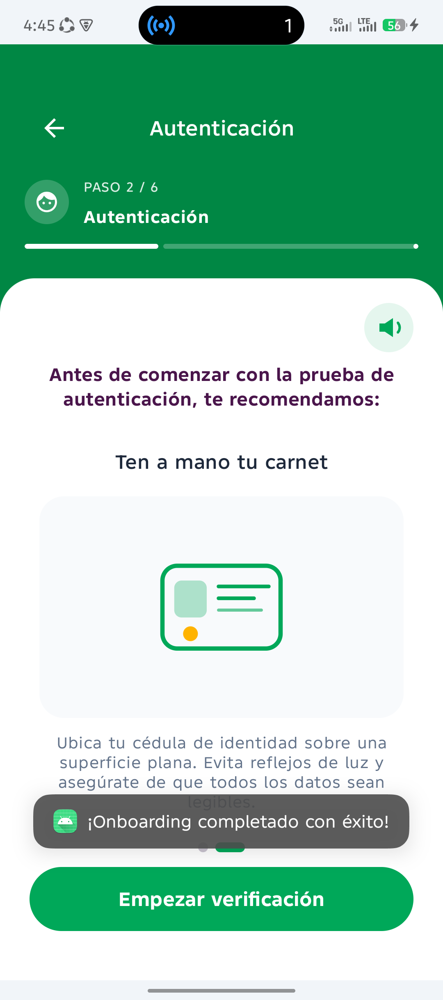 4:45
1
5G
LTE
56
Autenticación
PASO 2 / 6
Autenticación
Antes de comenzar con la prueba de
autenticación, te recomendamos:
Ten a mano tu carnet
Ubica tu cédula de identidad sobre una
superficie plana. Evita reflejos de luz y
asegúrate de que todos los datos sean
legibles.
¡Onboarding completado con éxito!
Empezar verificación